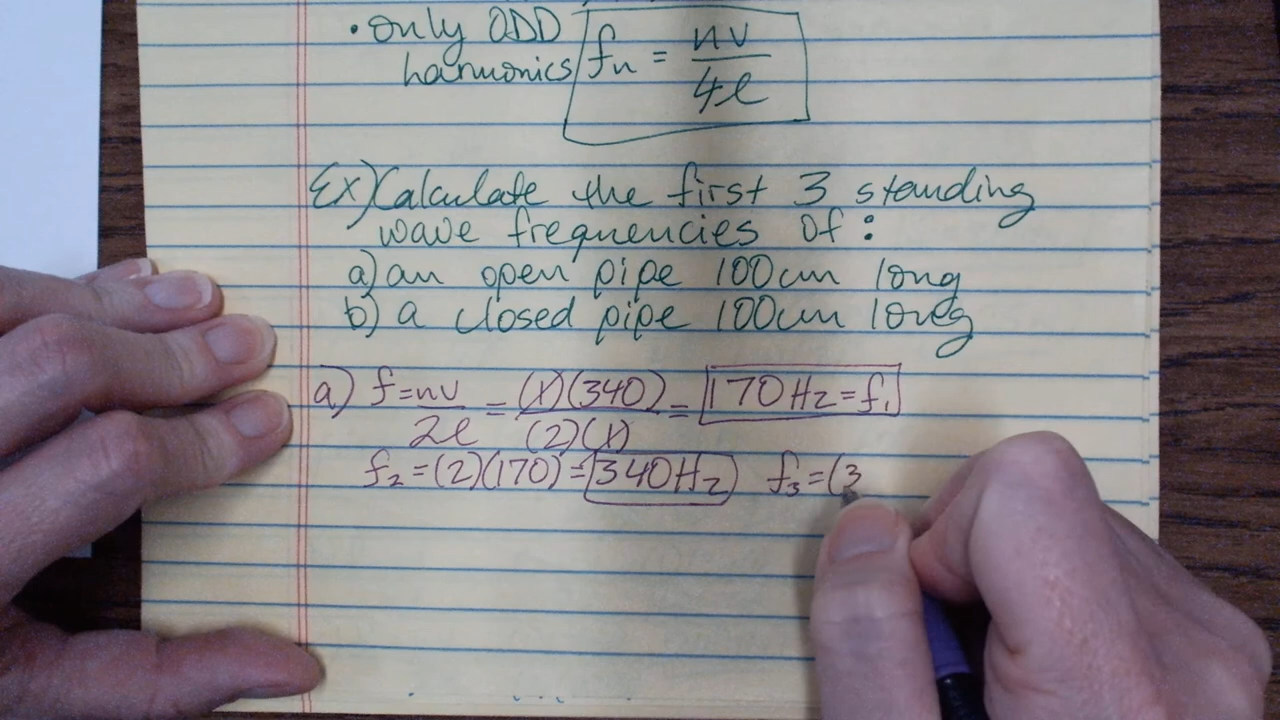 • only ODD
harmonics fn = nv/4l
Ex) Calculate the first 3 standing
wave frequencies of:
a) an open pipe 100cm long
b) a closed pipe 100cm long
a) f = nv/2l = (1)(340)/(2)(1) = 170Hz = f₁
f₂ = (2)(170) = 340Hz f₃ = (3